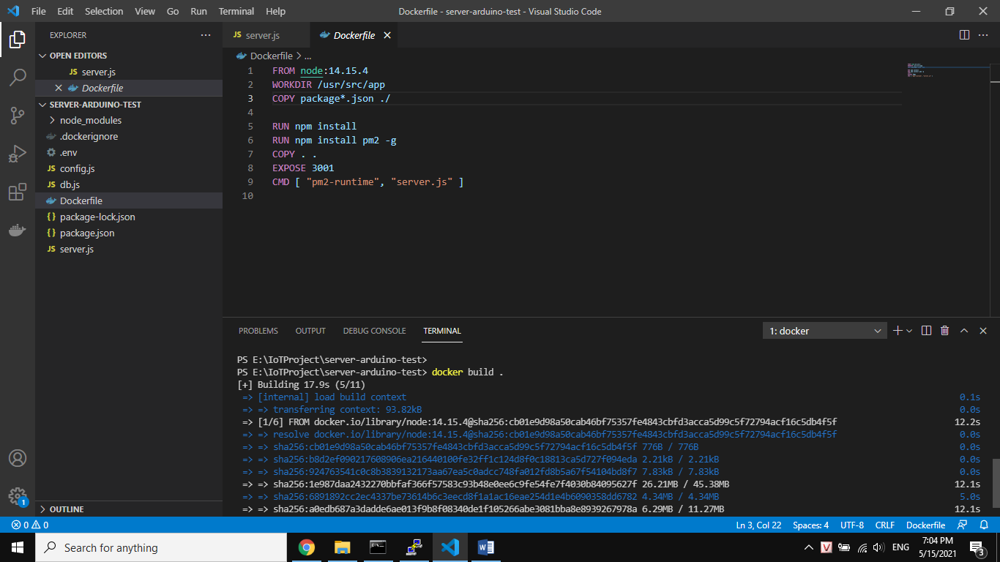 File Edit Selection View Go Run Terminal Help
Dockerfile - server-arduino-test - Visual Studio Code
EXPLORER
OPEN EDITORS
JS server.js
Dockerfile
SERVER-ARDUINO-TEST
node_modules
.dockerignore
.env
JS config.js
JS db.js
Dockerfile
{} package-lock.json
{} package.json
JS server.js
OUTLINE
JS server.js
Dockerfile
Dockerfile > ...
1 FROM node:14.15.4
2 WORKDIR /usr/src/app
3 COPY package*.json ./
4
5 RUN npm install
6 RUN npm install pm2 -g
7 COPY . .
8 EXPOSE 3001
9 CMD [ "pm2-runtime", "server.js" ]
10
PROBLEMS OUTPUT DEBUG CONSOLE TERMINAL
1: docker
PS E:\IoTProject\server-arduino-test>
PS E:\IoTProject\server-arduino-test> docker build .
[+] Building 17.9s (5/11)
=> [internal] load build context 0.1s
=> => transferring context: 93.82kB 0.0s
=> [1/6] FROM docker.io/library/node:14.15.4@sha256:cb01e9d98a50cab46bf75357fe4843cbfd3acca5d99c5f72794acf16c5db4f5f 12.2s
=> => resolve docker.io/library/node:14.15.4@sha256:cb01e9d98a50cab46bf75357fe4843cbfd3acca5d99c5f72794acf16c5db4f5f 0.0s
=> => sha256:cb01e9d98a50cab46bf75357fe4843cbfd3acca5d99c5f72794acf16c5db4f5f 776B / 776B 0.0s
=> => sha256:b8d2ef090217608906ea216440100fe32ff1c124d8f0c18813ca5d727f094eda 2.21kB / 2.21kB 0.0s
=> => sha256:924763541c0c8b3839132173aa67ea5c0adcc748fa012fd8b5a67f54104bd8f7 7.83kB / 7.83kB 0.0s
=> => sha256:1e987daa2432270bbfaf366f57583c93b48e0ee6c9fe54fe7f4030b84095627f 26.21MB / 45.38MB 12.1s
=> => sha256:6891892cc2ec4337be73614b6c3eecd8f1a1ac16eae254d1e4b6090358dd6782 4.34MB / 4.34MB 5.0s
=> => sha256:a0edb687a3dadde6ae013f9b8f08340de1f105266abe3081bba8e8939267978a 6.29MB / 11.27MB 12.1s
1
0 0
Ln 3, Col 22 Spaces: 4 UTF-8 CRLF Dockerfile
Search for anything
ENG
7:04 PM
5/15/2021
3